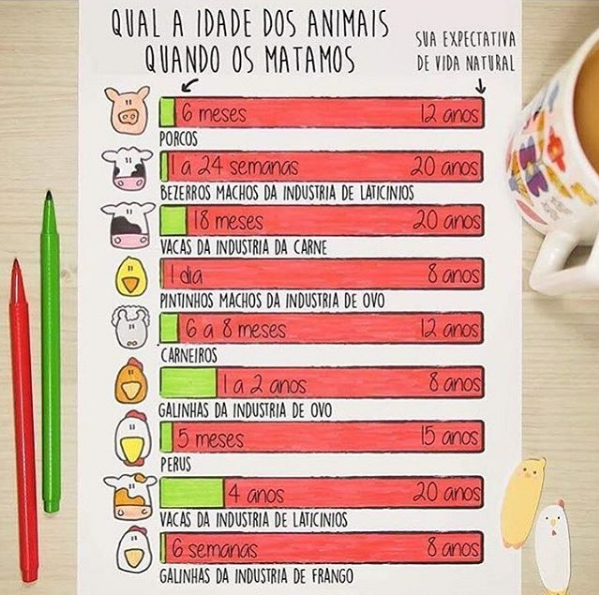 QUAL A IDADE DOS ANIMAIS
QUANDO OS MATAMOS
SUA EXPECTATIVA
DE VIDA NATURAL
6 meses 12 anos
PORCOS
1 a 24 semanas 20 anos
BEZERROS MACHOS DA INDUSTRIA DE LATICINIOS
18 meses 20 anos
VACAS DA INDUSTRIA DA CARNE
1 dia 8 anos
PINTINHOS MACHOS DA INDUSTRIA DE OVO
6 a 8 meses 12 anos
CARNEIROS
1 a 2 anos 8 anos
GALINHAS DA INDUSTRIA DE OVO
5 meses 15 anos
PERUS
4 anos 20 anos
VACAS DA INDUSTRIA DE LATICINIOS
6 semanas 8 anos
GALINHAS DA INDUSTRIA DE FRANGO